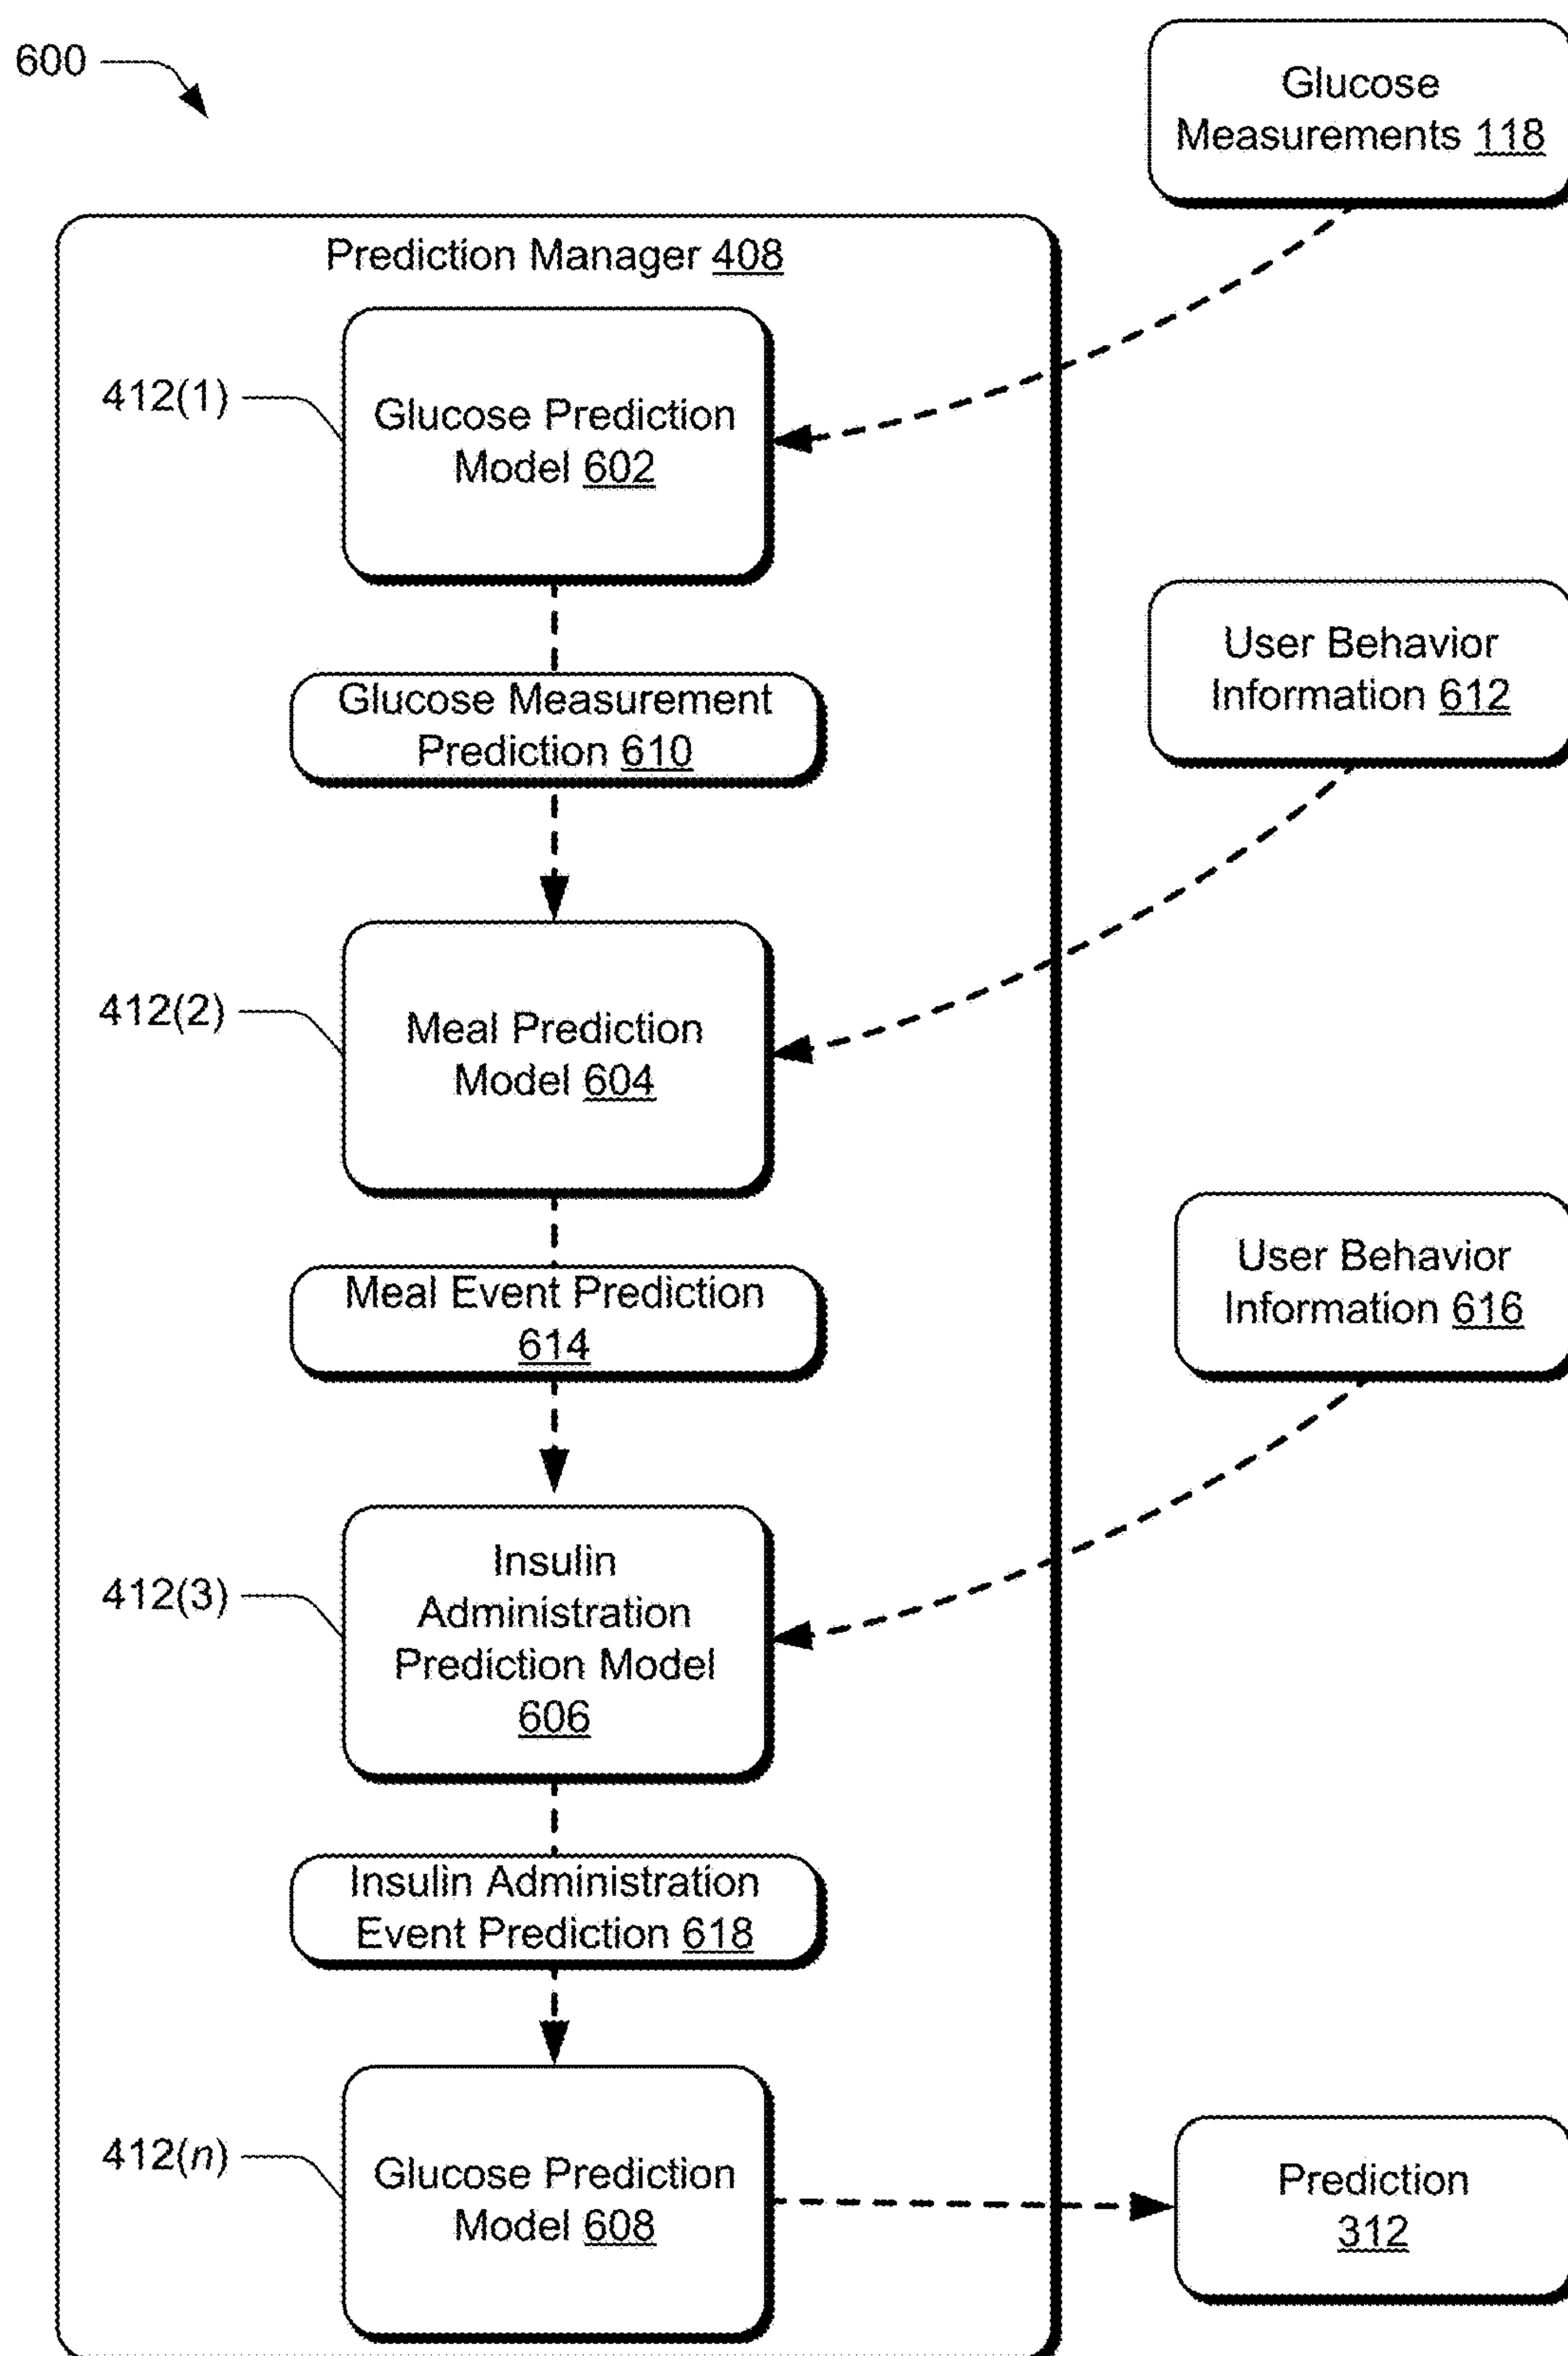 600
Glucose
Measurements 118
Prediction Manager 408
412(1)
Glucose Prediction
Model 602
Glucose Measurement
Prediction 610
User Behavior
Information 612
412(2)
Meal Prediction
Model 604
Meal Event Prediction
614
User Behavior
Information 616
412(3)
Insulin
Administration
Prediction Model
606
Insulin Administration
Event Prediction 618
412(n)
Glucose Prediction
Model 608
Prediction
312